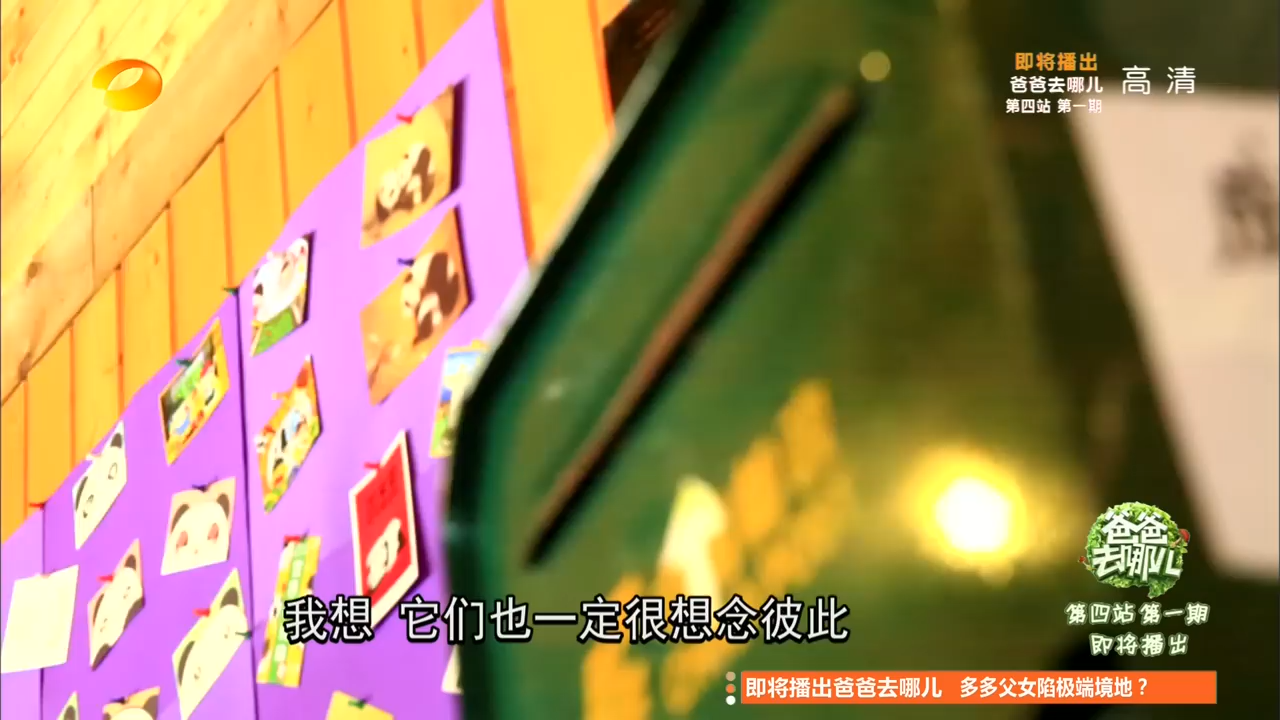 即将播出
爸爸去哪儿
第四站 第一期
高清
爸爸
去哪儿
第四站 第一期
即将播出
我想 它们也一定很想念彼此
即将播出爸爸去哪儿 多多父女陷极端境地？